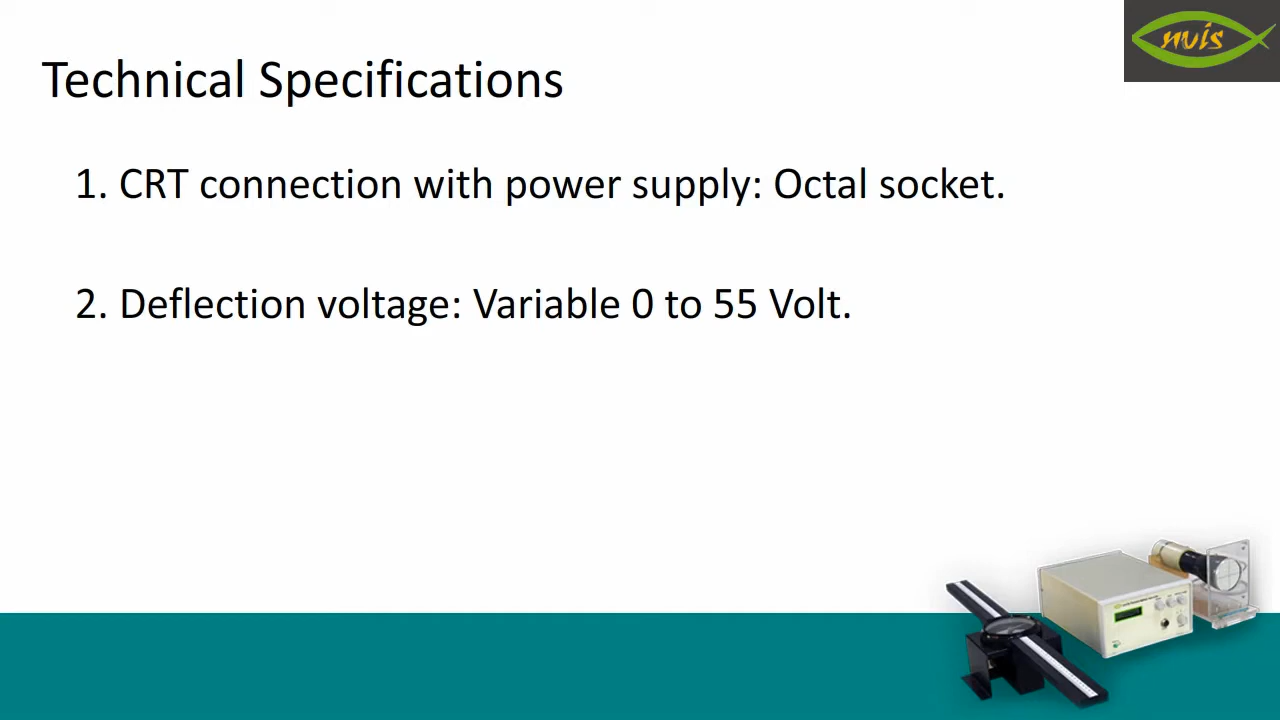 nvis
Technical Specifications
1. CRT connection with power supply: Octal socket.
2. Deflection voltage: Variable 0 to 55 Volt.